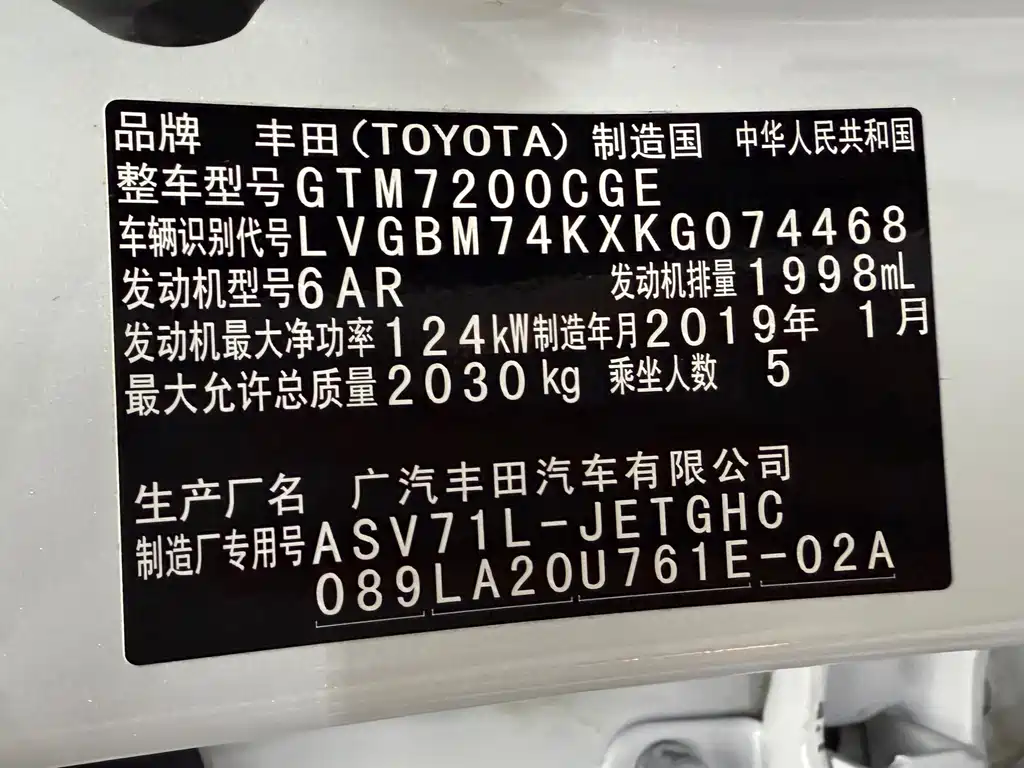 品牌 丰田(TOYOTA) 制造国 中华人民共和国
整车型号GTM7200CGE
车辆识别代号LVGBM74KXKG074468
发动机型号6AR 发动机排量1998mL
发动机最大净功率124kW制造年月2019年 1月
最大允许总质量2030kg 乘坐人数 5
生产厂名 广汽丰田汽车有限公司
制造厂专用号ASV71L-JETGHC
089LA20U761E-02A